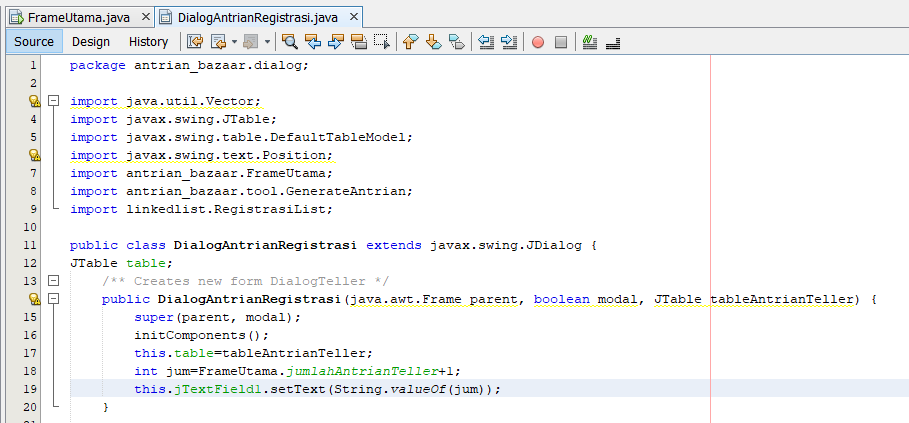 FrameUtama.java × DialogAntrianRegistrasi.java ×
Source Design History
1 package antrian_bazaar.dialog;
2
import java.util.Vector;
4 import javax.swing.JTable;
5 import javax.swing.table.DefaultTableModel;
import javax.swing.text.Position;
7 import antrian_bazaar.FrameUtama;
8 import antrian_bazaar.tool.GenerateAntrian;
9 import linkedlist.RegistrasiList;
10
11 public class DialogAntrianRegistrasi extends javax.swing.JDialog {
12 JTable table;
13 /** Creates new form DialogTeller */
public DialogAntrianRegistrasi(java.awt.Frame parent, boolean modal, JTable tableAntrianTeller) {
15 super(parent, modal);
16 initComponents();
17 this.table=tableAntrianTeller;
18 int jum=FrameUtama.jumlahAntrianTeller+1;
19 this.jTextField1.setText(String.valueOf(jum));
20 }